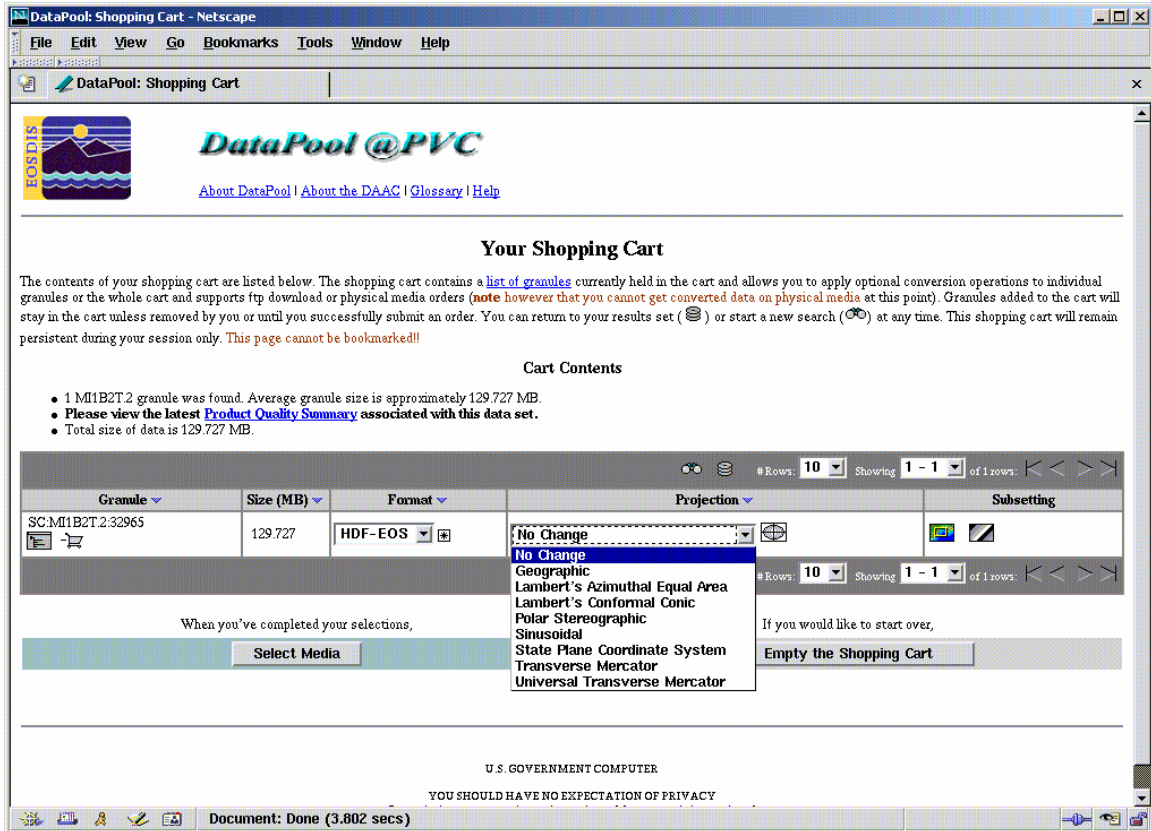 DataPool: Shopping Cart - Netscape
File Edit View Go Bookmarks Tools Window Help
DataPool: Shopping Cart
EOSDIS
DataPool @PVC
About DataPool | About the DAAC | Glossary | Help
Your Shopping Cart
The contents of your shopping cart are listed below. The shopping cart contains a list of granules currently held in the cart and allows you to apply optional conversion operations to individual
granules or the whole cart and supports ftp download or physical media orders (note however that you cannot get converted data on physical media at this point). Granules added to the cart will
stay in the cart unless removed by you or until you successfully submit an order. You can return to your results set ( ) or start a new search ( ) at any time. This shopping cart will remain
persistent during your session only. This page cannot be bookmarked!!
Cart Contents
1 MI1B2T.2 granule was found. Average granule size is approximately 129.727 MB.
Please view the latest Product Quality Summary associated with this data set.
Total size of data is 129.727 MB.
# Rows: 10 Showing 1 - 1 of 1 rows:
Granule Size (MB) Format Projection Subsetting
SC:MI1B2T.2:32965 129.727 HDF-EOS No Change
No Change
Geographic
Lambert's Azimuthal Equal Area
Lambert's Conformal Conic
Polar Stereographic
Sinusoidal
State Plane Coordinate System
Transverse Mercator
Universal Transverse Mercator
# Rows: 10 Showing 1 - 1 of 1 rows:
When you've completed your selections, If you would like to start over,
Select Media Empty the Shopping Cart
U.S. GOVERNMENT COMPUTER
YOU SHOULD HAVE NO EXPECTATION OF PRIVACY
Document: Done (3.802 secs)